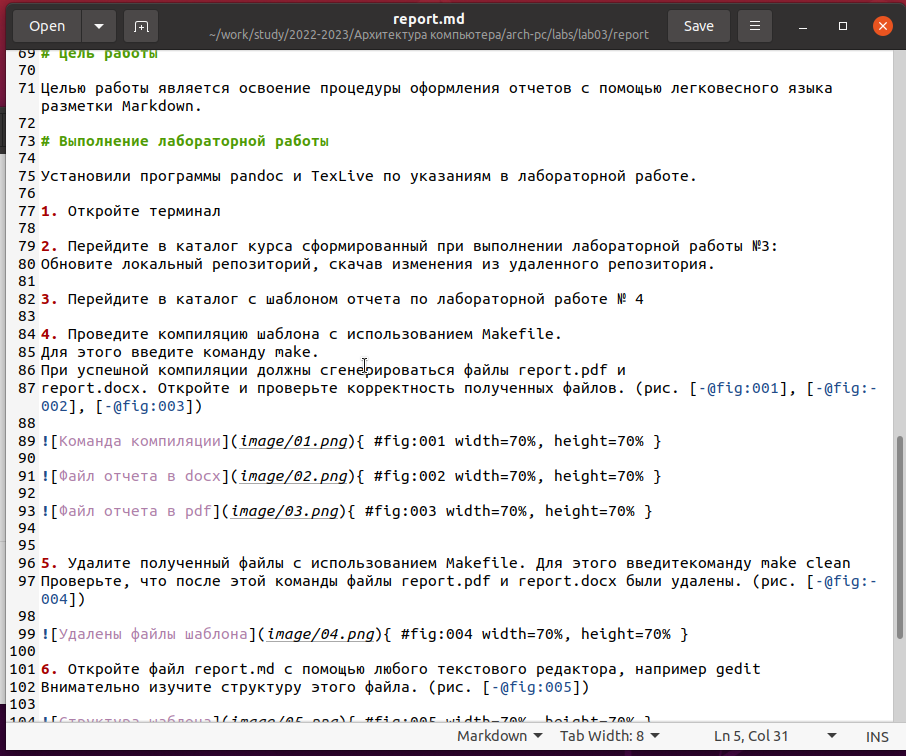 Open
report.md
~/work/study/2022-2023/Архитектура компьютера/arch-pc/labs/lab03/report
Save
69 # Цель работы
70
71 Целью работы является освоение процедуры оформления отчетов с помощью легковесного языка
разметки Markdown.
72
73 # Выполнение лабораторной работы
74
75 Установили программы pandoc и TexLive по указаниям в лабораторной работе.
76
77 1. Откройте терминал
78
79 2. Перейдите в каталог курса сформированный при выполнении лабораторной работы №3:
80 Обновите локальный репозиторий, скачав изменения из удаленного репозитория.
81
82 3. Перейдите в каталог с шаблоном отчета по лабораторной работе № 4
83
84 4. Проведите компиляцию шаблона с использованием Makefile.
85 Для этого введите команду make.
86 При успешной компиляции должны сгенерироваться файлы report.pdf и
87 report.docx. Откройте и проверьте корректность полученных файлов. (рис. [-@fig:001], [-@fig:-
002], [-@fig:003])
88
89 ![Команда компиляции](image/01.png){ #fig:001 width=70%, height=70% }
90
91 ![Файл отчета в docx](image/02.png){ #fig:002 width=70%, height=70% }
92
93 ![Файл отчета в pdf](image/03.png){ #fig:003 width=70%, height=70% }
94
95
96 5. Удалите полученный файлы с использованием Makefile. Для этого введитекоманду make clean
97 Проверьте, что после этой команды файлы report.pdf и report.docx были удалены. (рис. [-@fig:-
004])
98
99 ![Удалены файлы шаблона](image/04.png){ #fig:004 width=70%, height=70% }
100
101 6. Откройте файл report.md c помощью любого текстового редактора, например gedit
102 Внимательно изучите структуру этого файла. (рис. [-@fig:005])
103
104 ![Структура шаблона](image/05.png){ #fig:005 width=70%, height=70% }
Markdown
Tab Width: 8
Ln 5, Col 31
INS